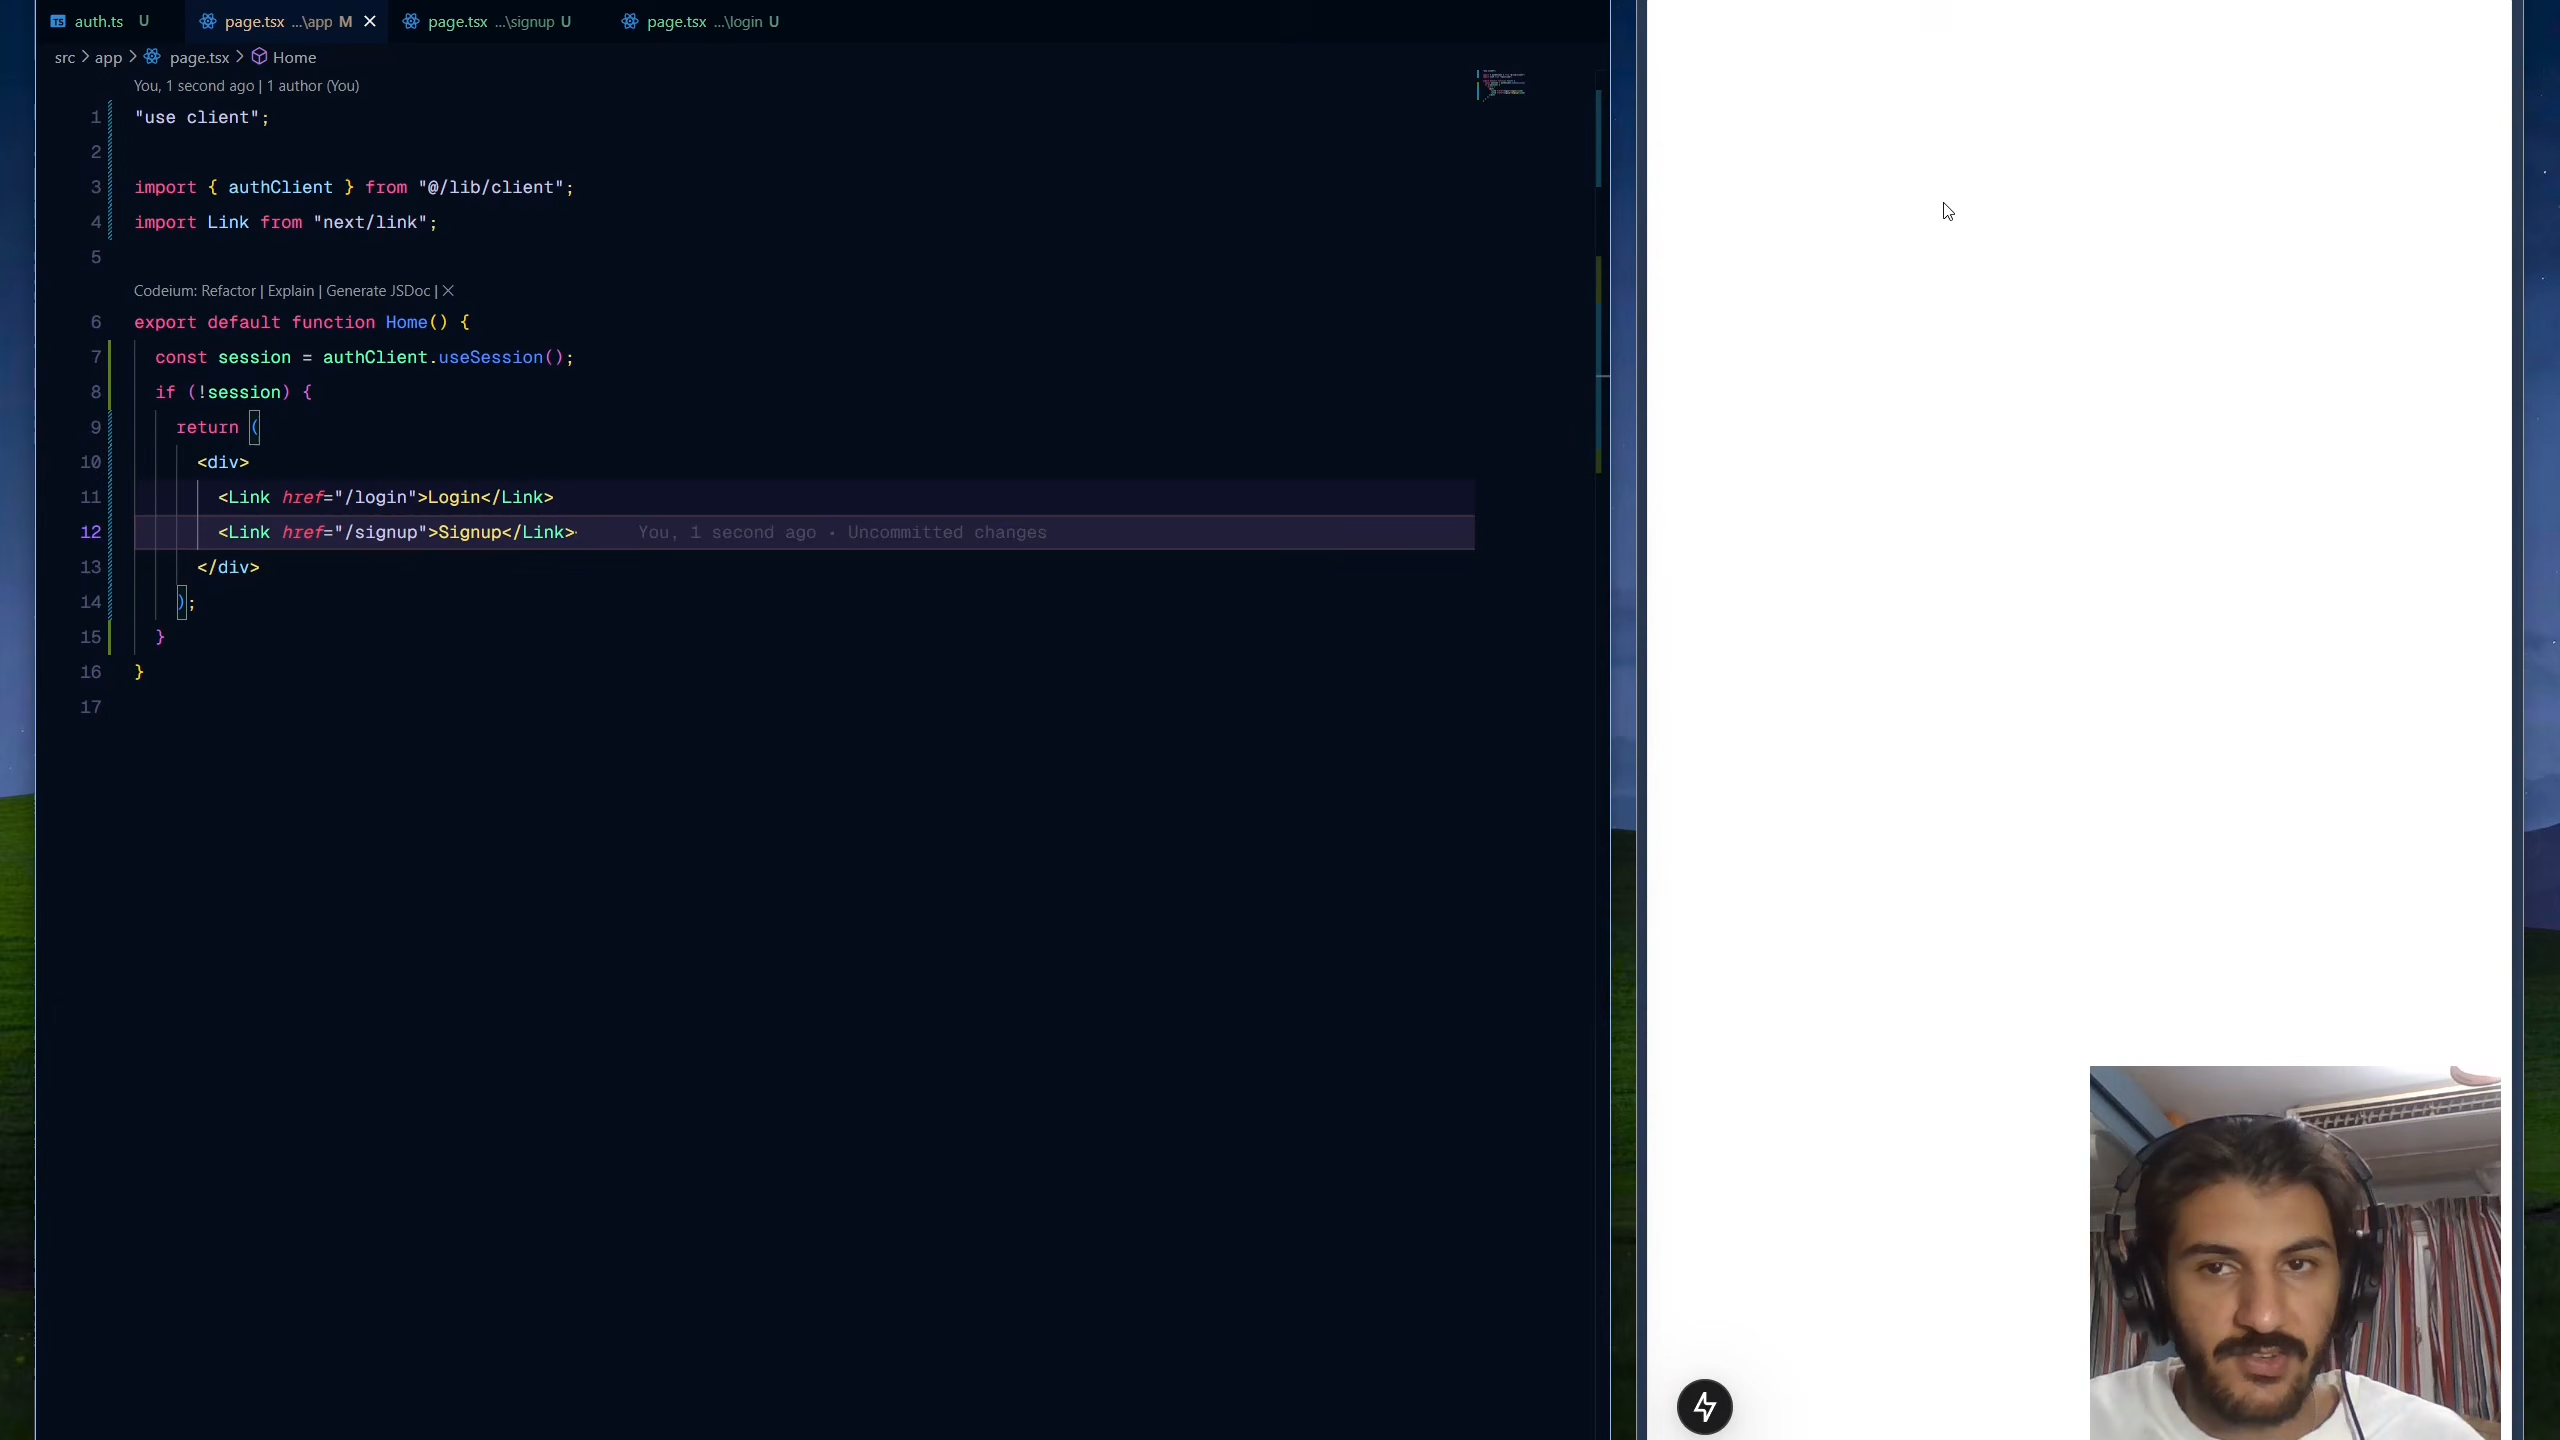 auth.ts U
page.tsx ...\app M
page.tsx ...\signup U
page.tsx ...\login U
src > app > page.tsx > Home
You, 1 second ago | 1 author (You)
1 "use client";
2
3 import { authClient } from "@/lib/client";
4 import Link from "next/link";
5
Codeium: Refactor | Explain | Generate JSDoc | X
6 export default function Home() {
7 const session = authClient.useSession();
8 if (!session) {
9 return (
10 <div>
11 <Link href="/login">Login</Link>
12 <Link href="/signup">Signup</Link> You, 1 second ago • Uncommitted changes
13 </div>
14 );
15 }
16 }
17